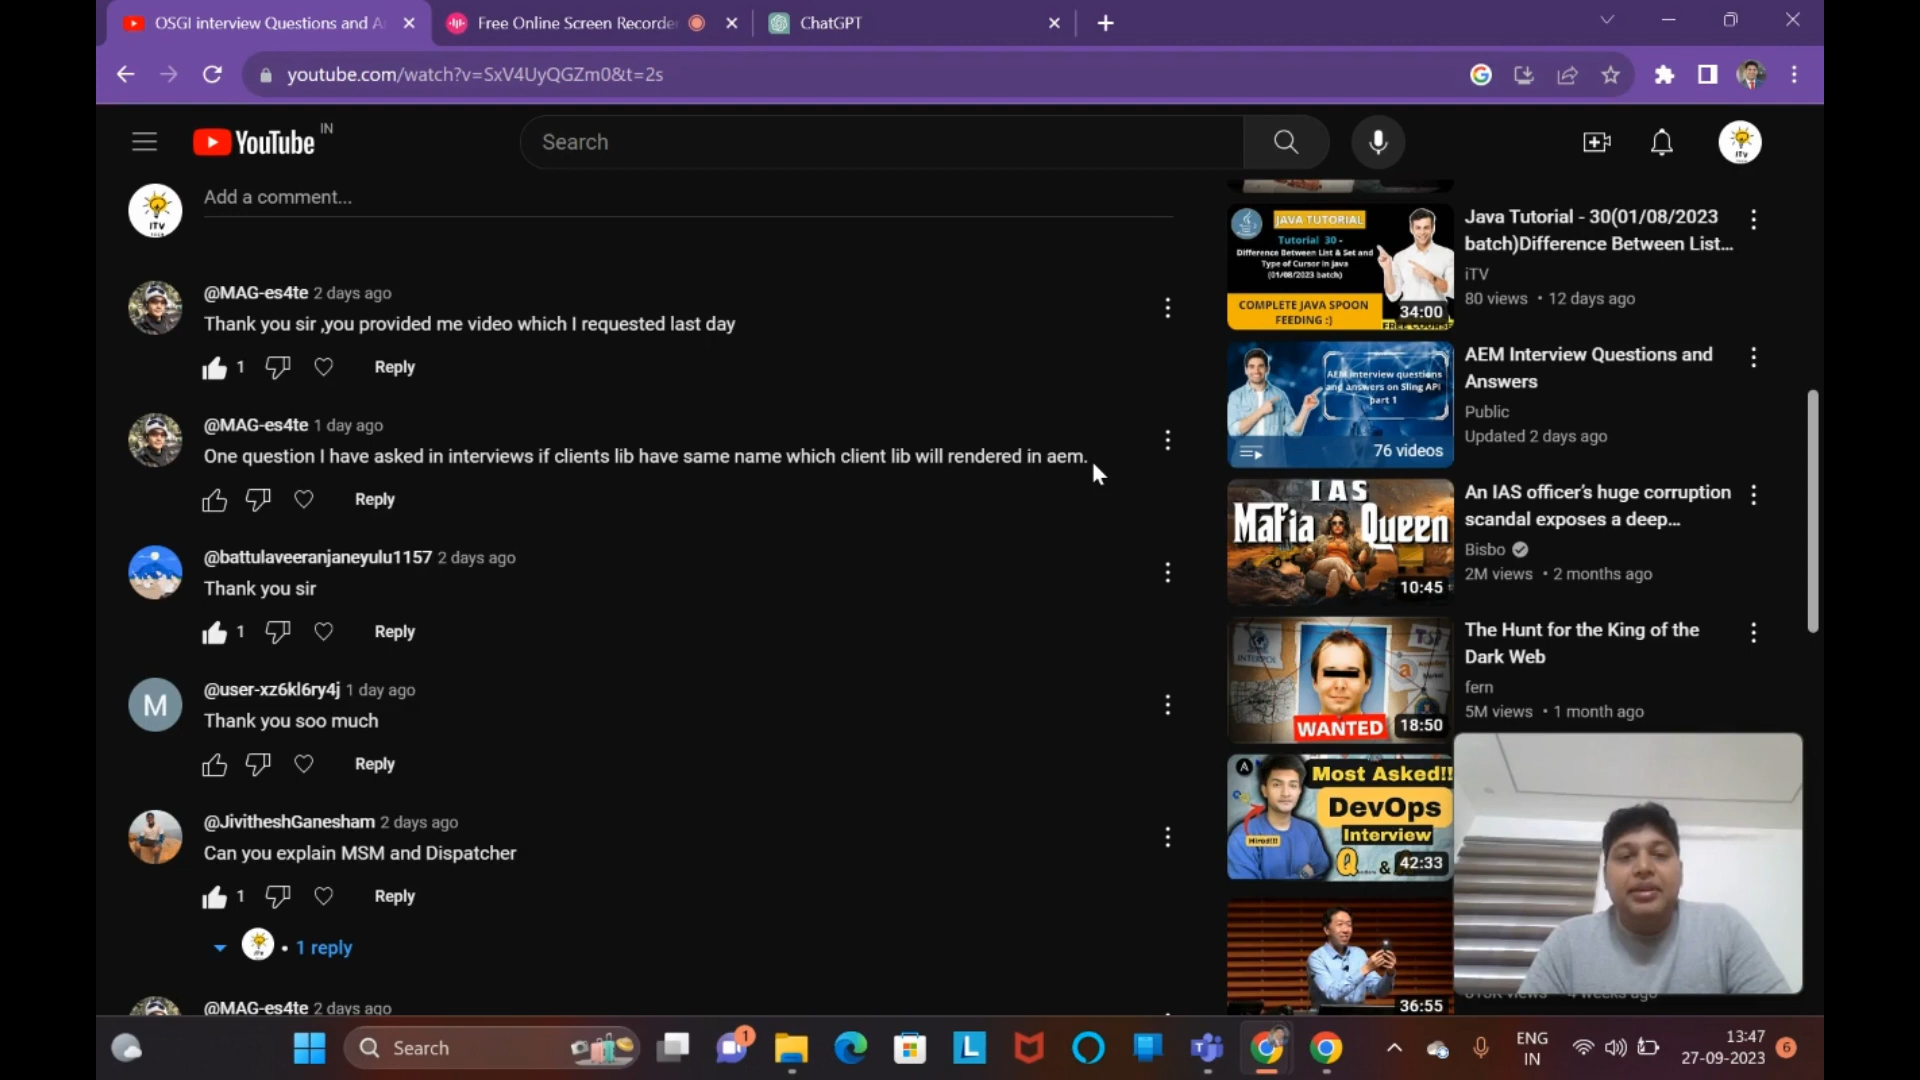 OSGI interview Questions and A
Free Online Screen Recorde
ChatGPT
youtube.com/watch?v=SxV4UyQGZm0&t=2s
YouTube IN
Search
ITV
Add a comment...
ITV
@MAG-es4te 2 days ago
Thank you sir ,you provided me video which I requested last day
1 Reply
@MAG-es4te 1 day ago
One question I have asked in interviews if clients lib have same name which client lib will rendered in aem.
Reply
@battulaveeranjaneyulu1157 2 days ago
Thank you sir
1 Reply
M
@user-xz6kl6ry4j 1 day ago
Thank you soo much
Reply
@JivitheshGanesham 2 days ago
Can you explain MSM and Dispatcher
1 Reply
• 1 reply
@MAG-es4te 2 days ago
JAVA TUTORIAL
Tutorial 30 -
Difference Between List & Set and
Type of Cursor in Java
(01/08/2023 batch)
COMPLETE JAVA SPOON
FEEDING :)
34:00
FREE COURSE
Java Tutorial - 30(01/08/2023
batch)Difference Between List...
iTV
80 views • 12 days ago
AEM interview questions
and answers on Sling API
part 1
76 videos
AEM Interview Questions and
Answers
Public
Updated 2 days ago
IAS
Mafia Queen
10:45
An IAS officer's huge corruption
scandal exposes a deep...
Bisbo
2M views • 2 months ago
INTERPOL
WANTED
18:50
The Hunt for the King of the
Dark Web
fern
5M views • 1 month ago
A
Most Asked!!
DevOps
Interview
Hired!!!
Q & A
42:33
36:55
Search
1
L
ENG
IN
13:47
27-09-2023
6